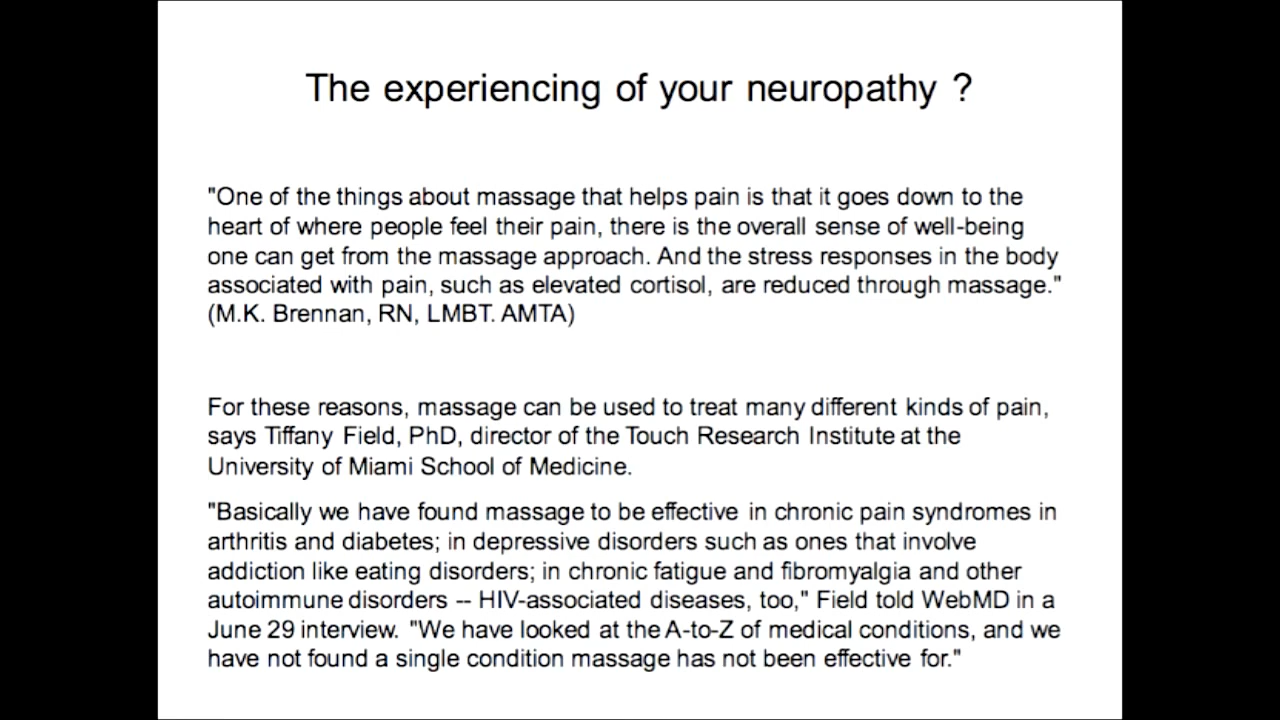 The experiencing of your neuropathy ?
"One of the things about massage that helps pain is that it goes down to the
heart of where people feel their pain, there is the overall sense of well-being
one can get from the massage approach. And the stress responses in the body
associated with pain, such as elevated cortisol, are reduced through massage."
(M.K. Brennan, RN, LMBT. AMTA)
For these reasons, massage can be used to treat many different kinds of pain,
says Tiffany Field, PhD, director of the Touch Research Institute at the
University of Miami School of Medicine.
"Basically we have found massage to be effective in chronic pain syndromes in
arthritis and diabetes; in depressive disorders such as ones that involve
addiction like eating disorders; in chronic fatigue and fibromyalgia and other
autoimmune disorders -- HIV-associated diseases, too," Field told WebMD in a
June 29 interview. "We have looked at the A-to-Z of medical conditions, and we
have not found a single condition massage has not been effective for."